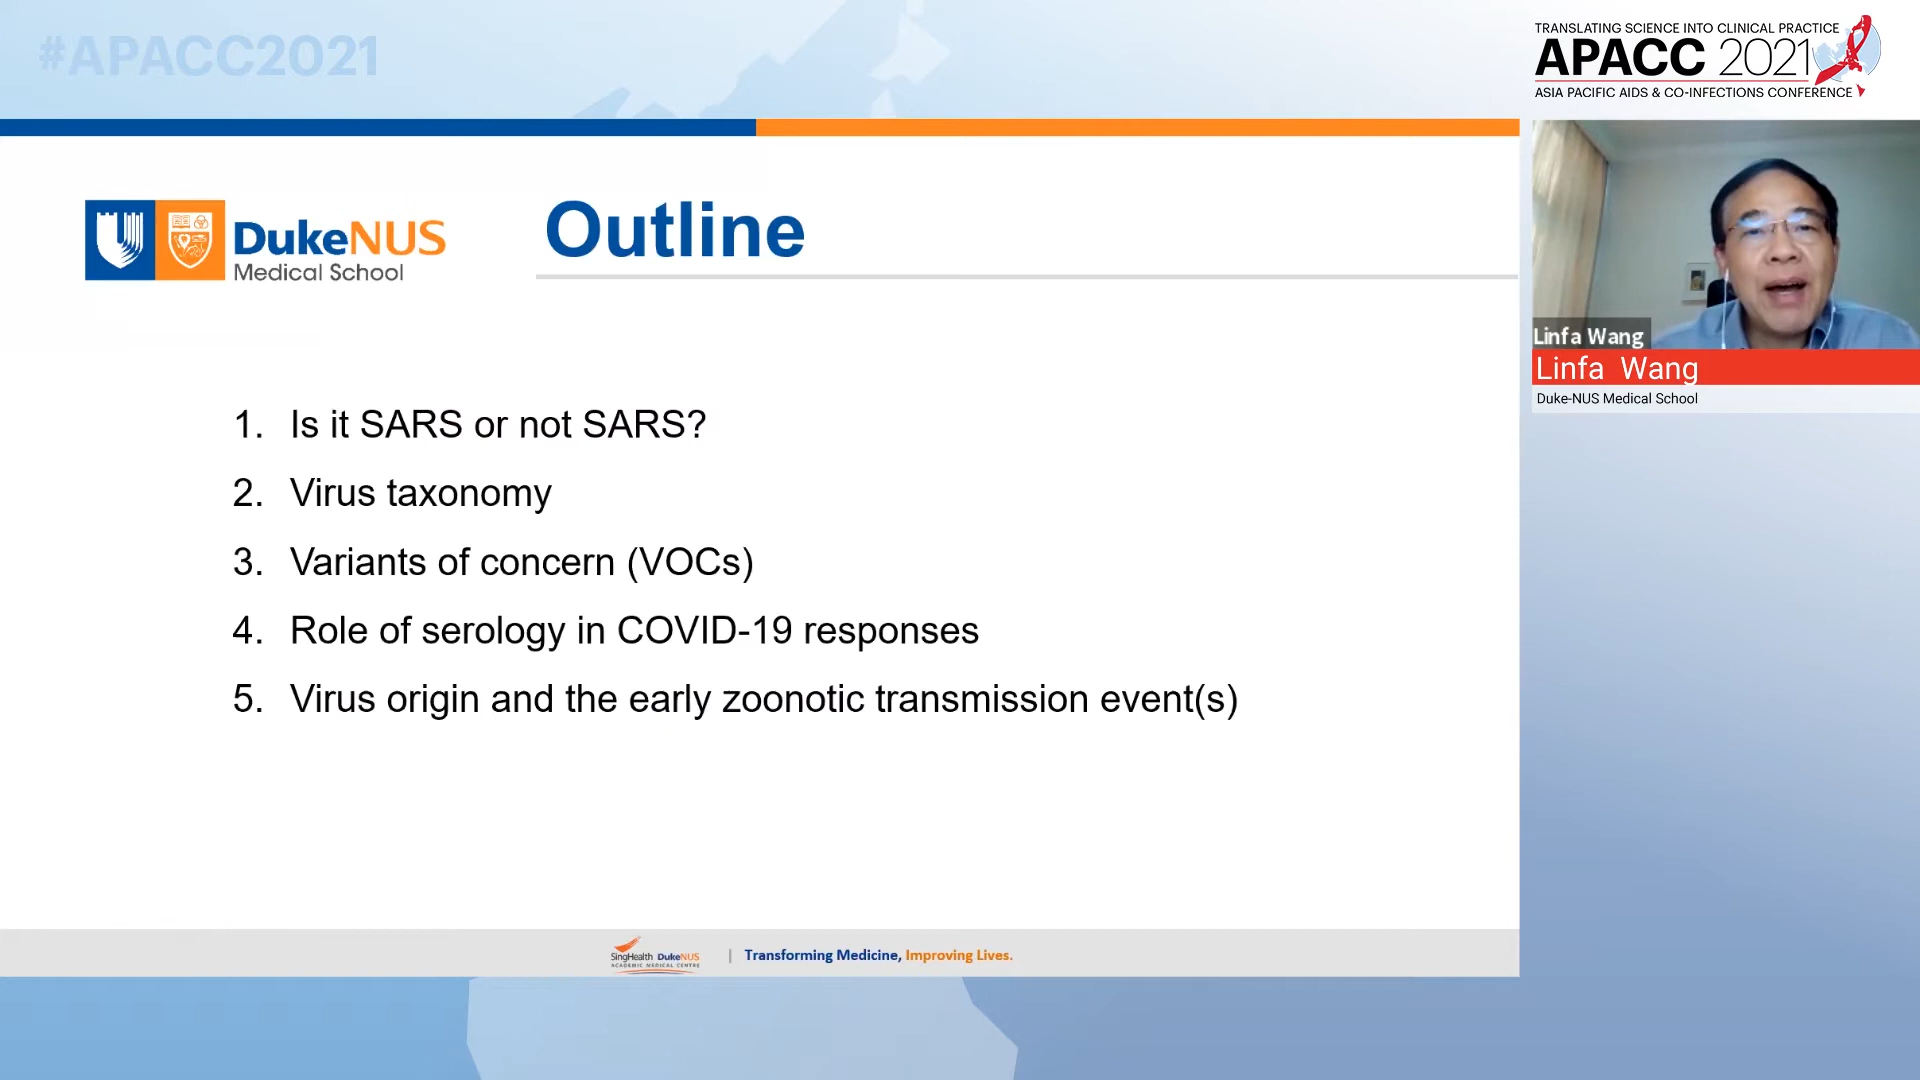 #APACC2021
TRANSLATING SCIENCE INTO CLINICAL PRACTICE
APACC 2021
ASIA PACIFIC AIDS & CO-INFECTIONS CONFERENCE
DukeNUS
Medical School
Outline
1. Is it SARS or not SARS?
2. Virus taxonomy
3. Variants of concern (VOCs)
4. Role of serology in COVID-19 responses
5. Virus origin and the early zoonotic transmission event(s)
Linfa Wang
Linfa Wang
Duke-NUS Medical School
SingHealth DukeNUS
ACADEMIC MEDICAL CENTRE
| Transforming Medicine, Improving Lives.